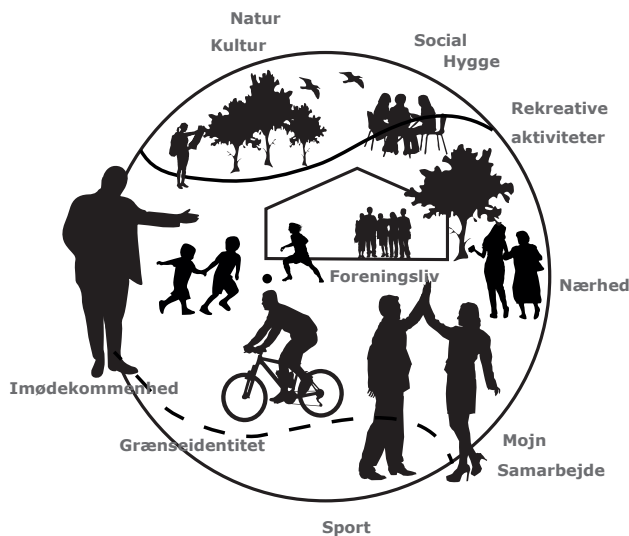 Natur
Kultur
Social
Hygge
Rekreative
aktiviteter
Foreningsliv
Nærhed
Imødekommenhed
Grænseidentitet
Mojn
Samarbejde
Sport